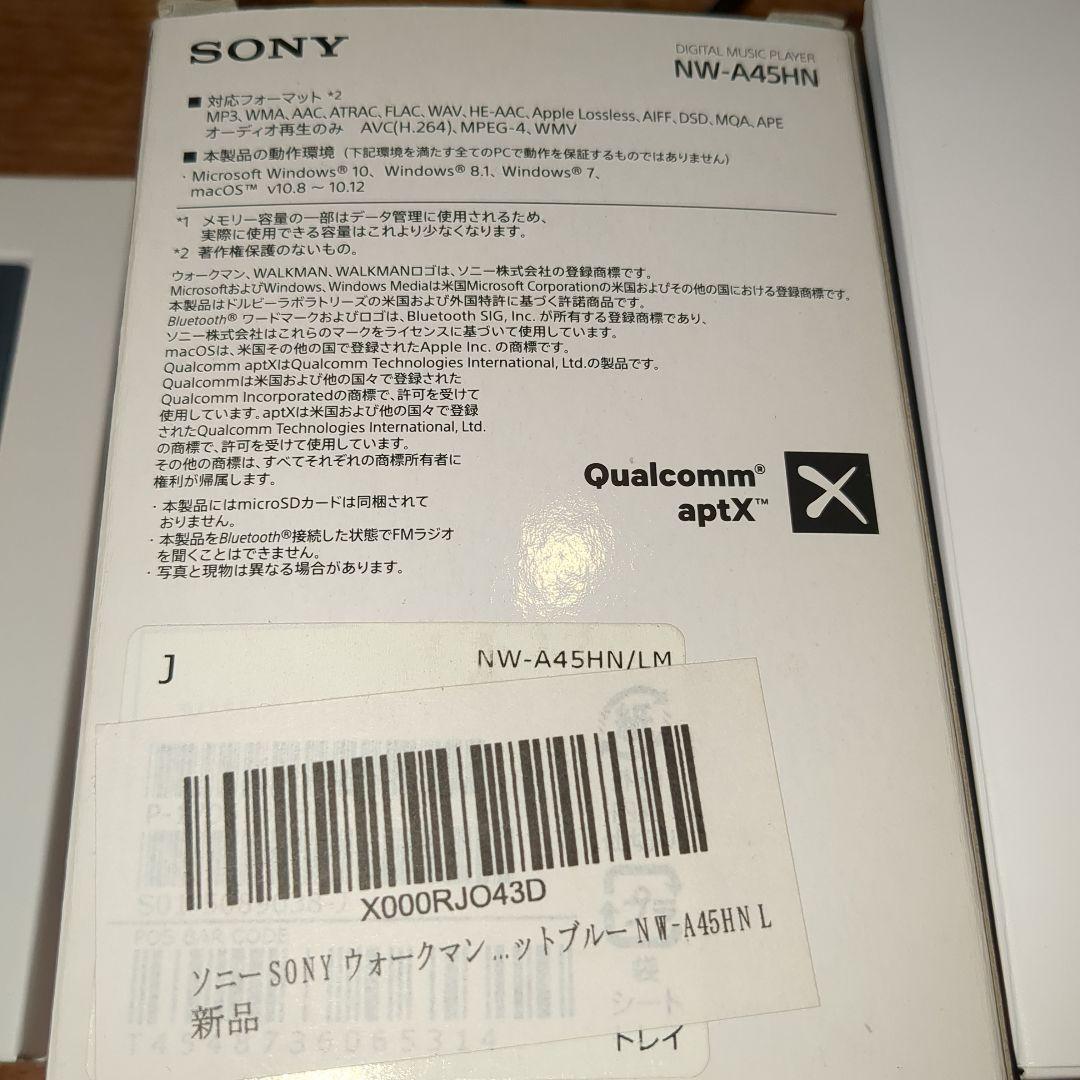 SONY
DIGITAL MUSIC PLAYER
NW-A45HN
■ 対応フォーマット *2
MP3、WMA、AAC、ATRAC、FLAC、WAV、HE-AAC、Apple Lossless、AIFF、DSD、MQA、APE
オーディオ再生のみ AVC(H.264)、MPEG-4、WMV
■ 本製品の動作環境 (下記環境を満たす全てのPCで動作を保証するものではありません)
・Microsoft Windows® 10、Windows® 8.1、Windows® 7、
macOS™ v10.8 ～ 10.12
*1 メモリー容量の一部はデータ管理に使用されるため、
実際に使用できる容量はこれより少なくなります。
*2 著作権保護のないもの。
ウォークマン、WALKMAN、WALKMANロゴは、ソニー株式会社の登録商標です。
MicrosoftおよびWindows、Windows Mediaは米国Microsoft Corporationの米国およびその他の国における登録商標です。
本製品はドルビーラボラトリーズの米国および外国特許に基づく許諾商品です。
Bluetooth® ワードマークおよびロゴは、Bluetooth SIG, Inc. が所有する登録商標であり、
ソニー株式会社はこれらのマークをライセンスに基づいて使用しています。
macOSは、米国その他の国で登録されたApple Inc. の商標です。
Qualcomm aptXはQualcomm Technologies International, Ltd.の製品です。
Qualcommは米国および他の国々で登録された
Qualcomm Incorporatedの商標で、許可を受けて
使用しています。aptXは米国および他の国々で登録
されたQualcomm Technologies International, Ltd.
の商標で、許可を受けて使用しています。
その他の商標は、すべてそれぞれの商標所有者に
権利が帰属します。
・本製品にはmicroSDカードは同梱されて
おりません。
・本製品をBluetooth®接続した状態でFMラジオ
を聞くことはできません。
・写真と現物は異なる場合があります。
Qualcomm®
aptX™
J
NW-A45HN/LM
X000RJO43D
ソニー SONY ウォークマン ...ットブルー NW-A45HN L
新品
POS BAR CODE
T4548736065314
袋
シート
トレイ